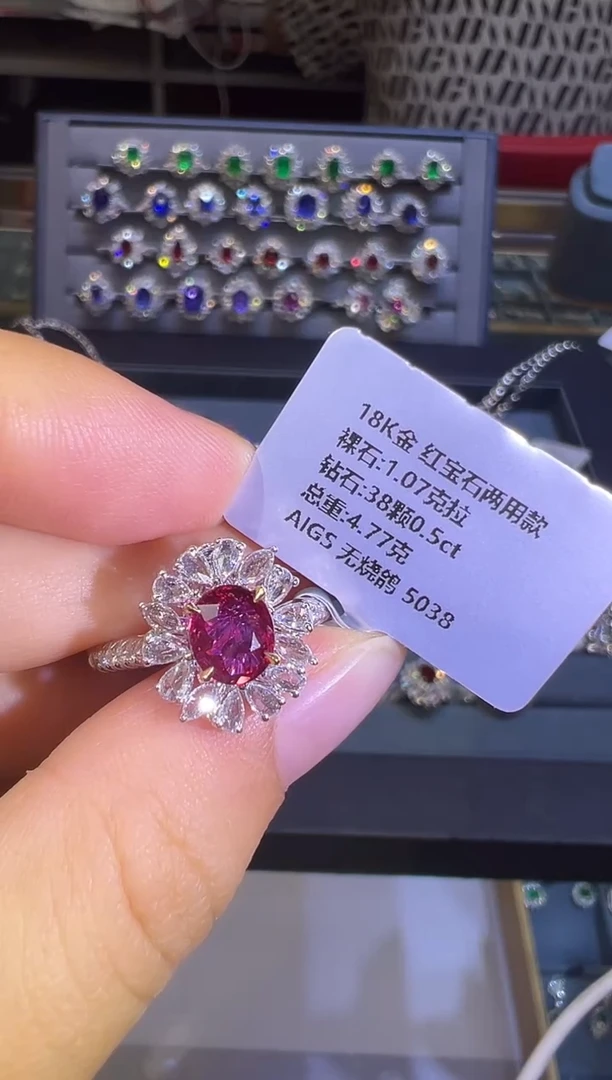 18K金 红宝石两用款
裸石:1.07克拉
钻石:38颗0.5ct
总重:4.77克
AIGS 无烧鸽 5038